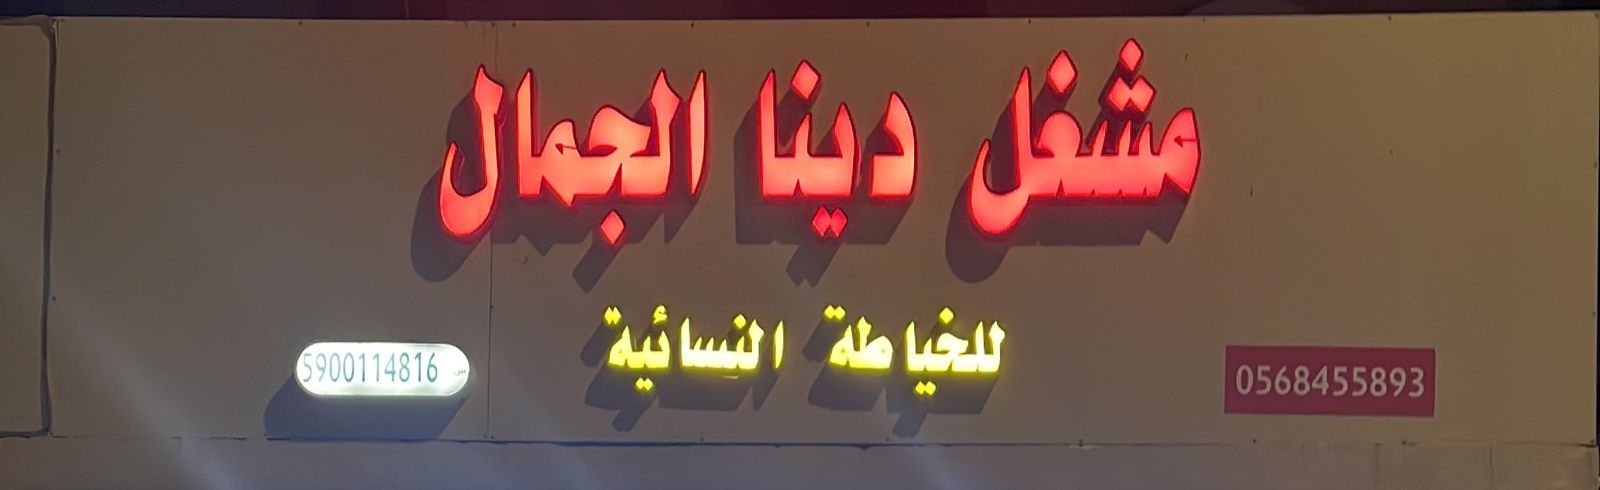 مشغل دينا الجمال
للخياطة النسائية
0568455893
س 5900114816